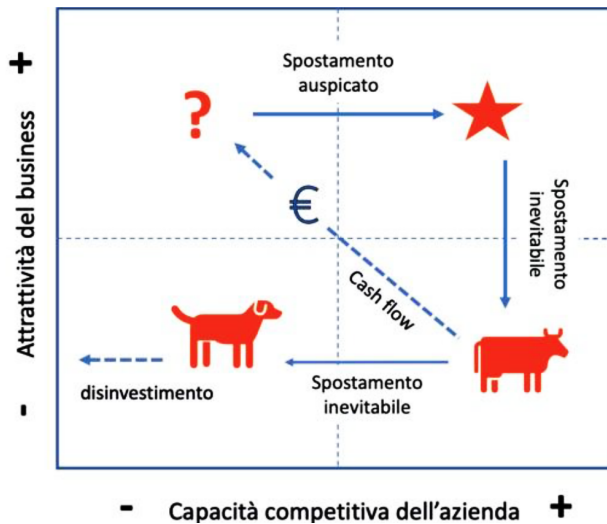 +
Attrattività del business
-
?
Spostamento
auspicato
Spostamento
inevitabile
€
Cash flow
Spostamento
inevitabile
disinvestimento
-
Capacità competitiva dell'azienda
+